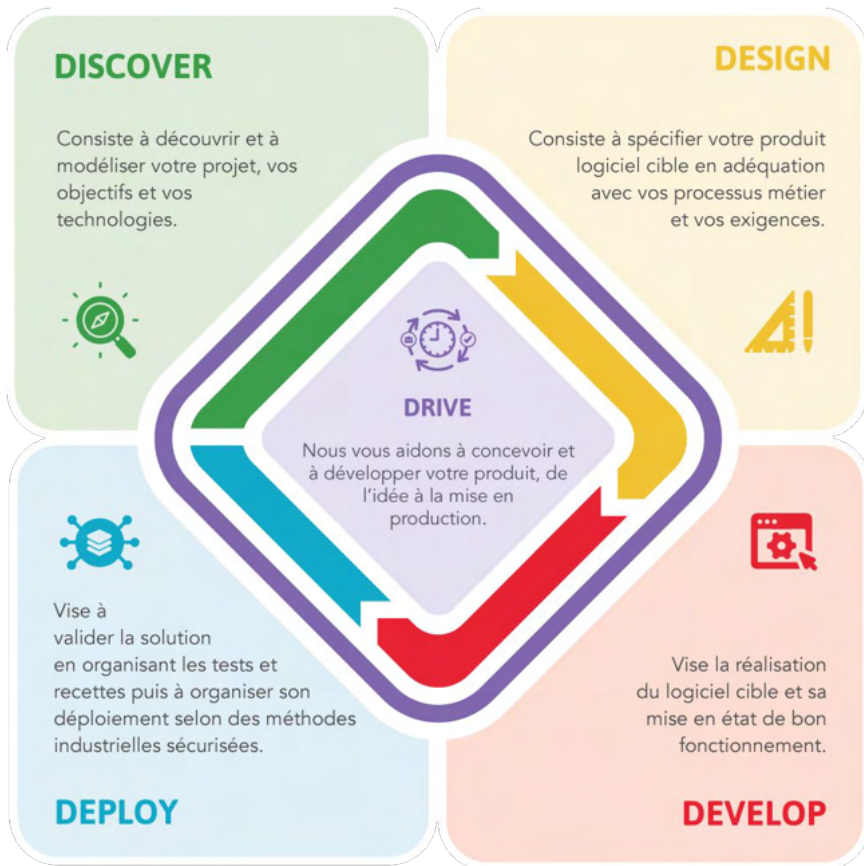 DISCOVER
Consiste à découvrir et à
modéliser votre projet, vos
objectifs et vos
technologies.
DESIGN
Consiste à spécifier votre produit
logiciel cible en adéquation
avec vos processus métier
et vos exigences.
DRIVE
Nous vous aidons à concevoir et
à développer votre produit, de
l'idée à la mise en
production.
Vise à
valider la solution
en organisant les tests et
recettes puis à organiser son
déploiement selon des méthodes
industrielles sécurisées.
DEPLOY
Vise la réalisation
du logiciel cible et sa
mise en état de bon
fonctionnement.
DEVELOP